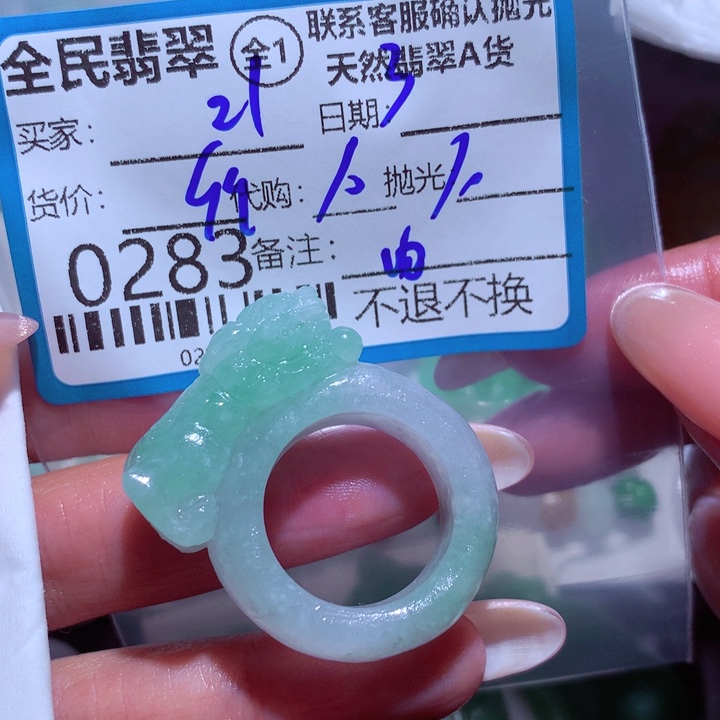 全民翡翠 全1 联系客服确认抛光
天然翡翠A货
买家: 21 日期: 3
货价: 代购: 抛光
0283 备注: 由
不退不换
02